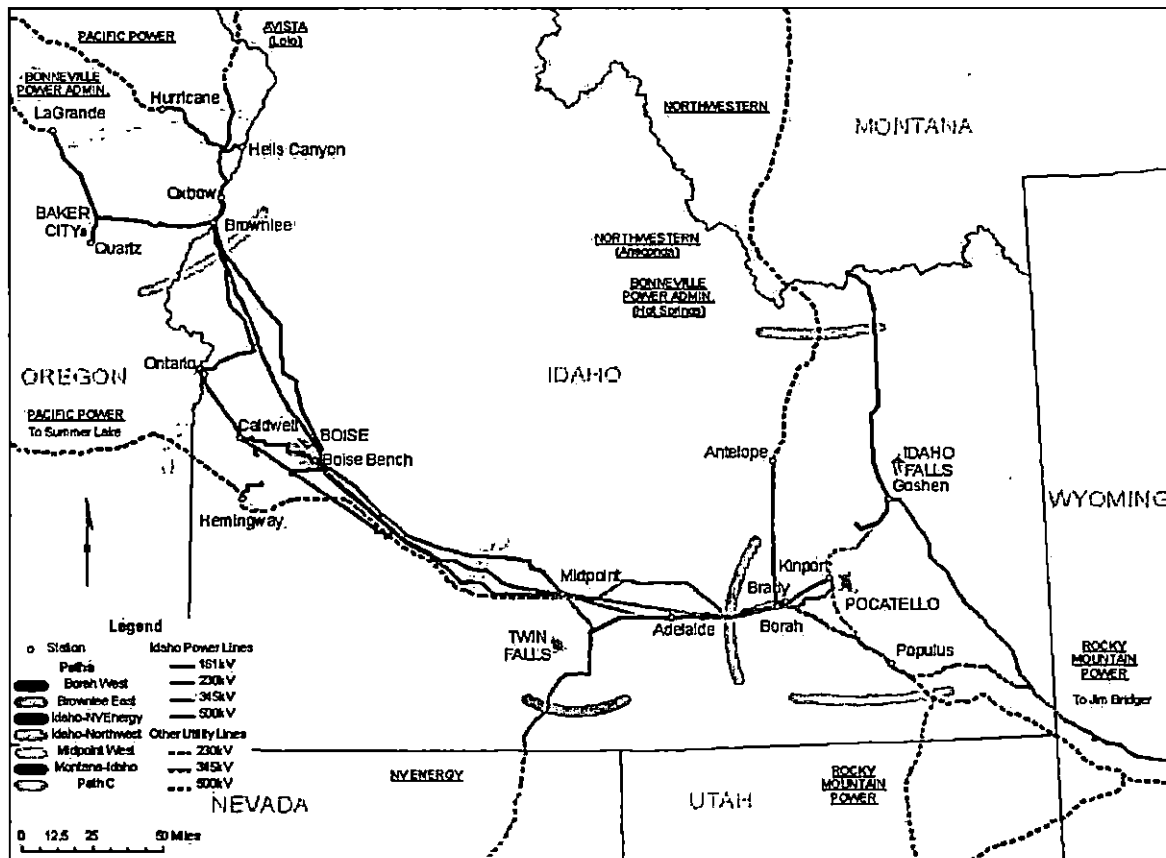 PACIFIC POWER
AVISTA
(Lolo)
BONNEVILLE
POWER ADMIN.
LaGrande
Hurricane
Hells Canyon
Oxbow
BAKER
CITY
Quartz
Brownlee
NORTHWESTERN
MONTANA
NORTHWESTERN
(Anaconda)
BONNEVILLE
POWER ADMIN.
(Hot Springs)
Ontario
OREGON
IDAHO
PACIFIC POWER
To Summer Lake
Caldwell
BOISE
Boise Bench
Hemingway
Antelope
IDAHO
FALLS
Goshen
WYOMING
Midpoint
Brady
Kinport
POCATELLO
Adelaide
Borah
TWIN
FALLS
Populus
ROCKY
MOUNTAIN
POWER
To Jim Bridger
Legend
Station
Paths
Borah West
Brownlee East
Idaho-NVEnergy
Idaho-Northwest
Midpoint West
Montana-Idaho
Path C
Idaho Power Lines
161kV
230kV
345kV
500kV
Other Utility Lines
230kV
345kV
500kV
NV ENERGY
NEVADA
UTAH
ROCKY
MOUNTAIN
POWER
0 12.5 25 50 Miles